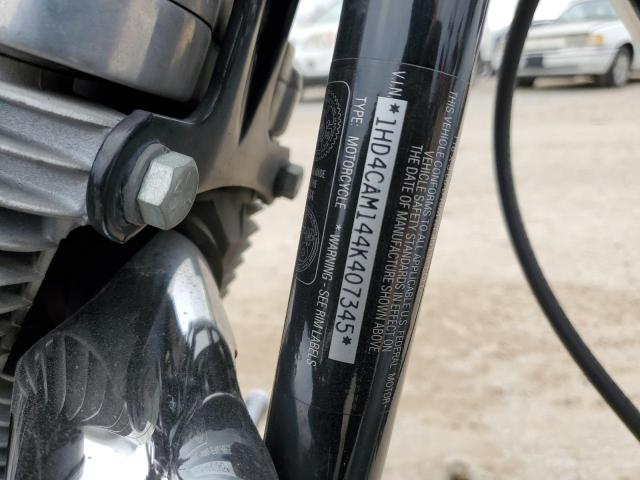 THIS VEHICLE CONFORMS TO ALL APPLICABLE U.S. FEDERAL MOTOR
VEHICLE SAFETY STANDARDS IN EFFECT ON
THE DATE OF MANUFACTURE SHOWN ABOVE
V.I.N. *1HD4CAM144K407345*
TYPE: MOTORCYCLE * WARNING - SEE RIM LABELS